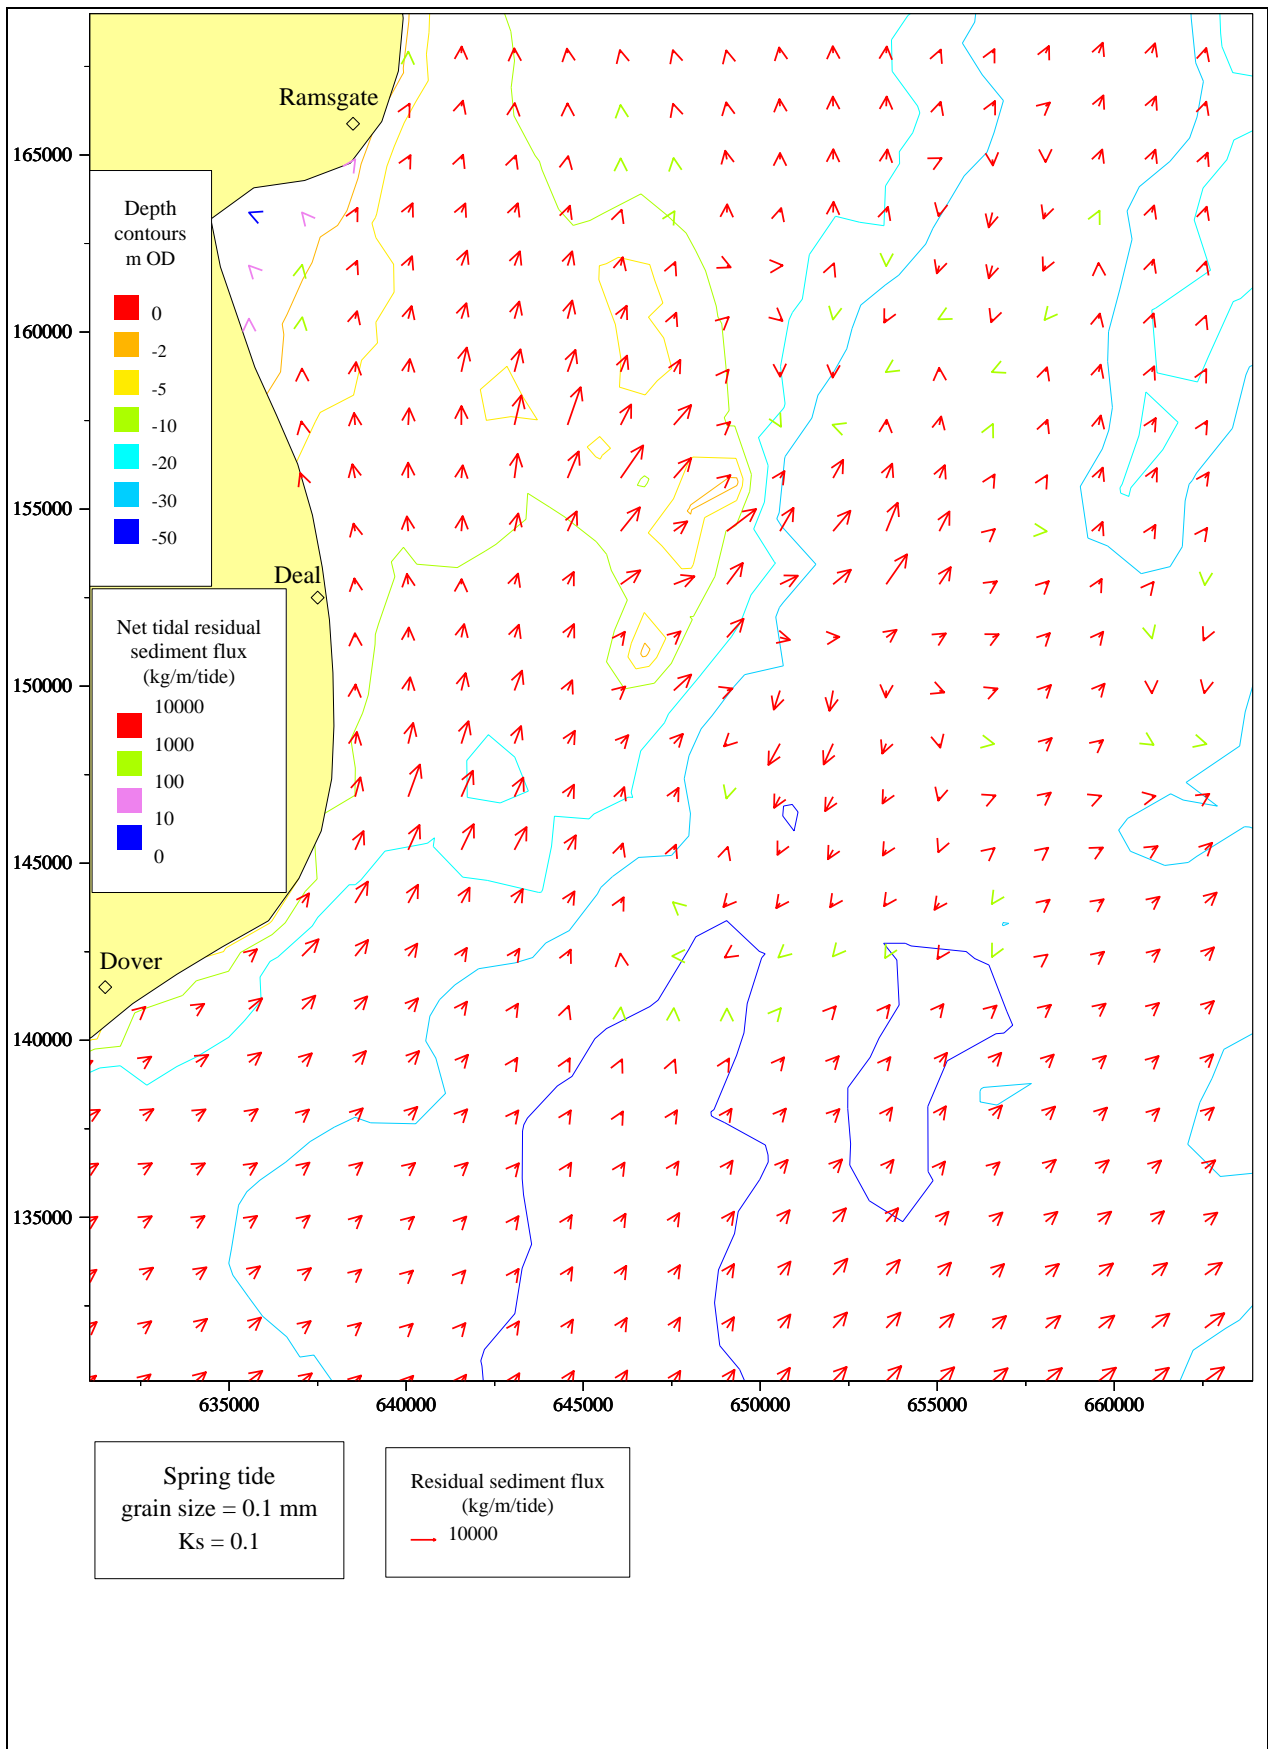 Ramsgate
165000
Depth
contours
m OD
0
-2
-5
-10
-20
-30
-50
160000
155000
Deal
Net tidal residual
sediment flux
(kg/m/tide)
10000
1000
100
10
0
150000
145000
Dover
140000
135000
635000 640000 645000 650000 655000 660000
Spring tide
grain size = 0.1 mm
Ks = 0.1
Residual sediment flux
(kg/m/tide)
10000